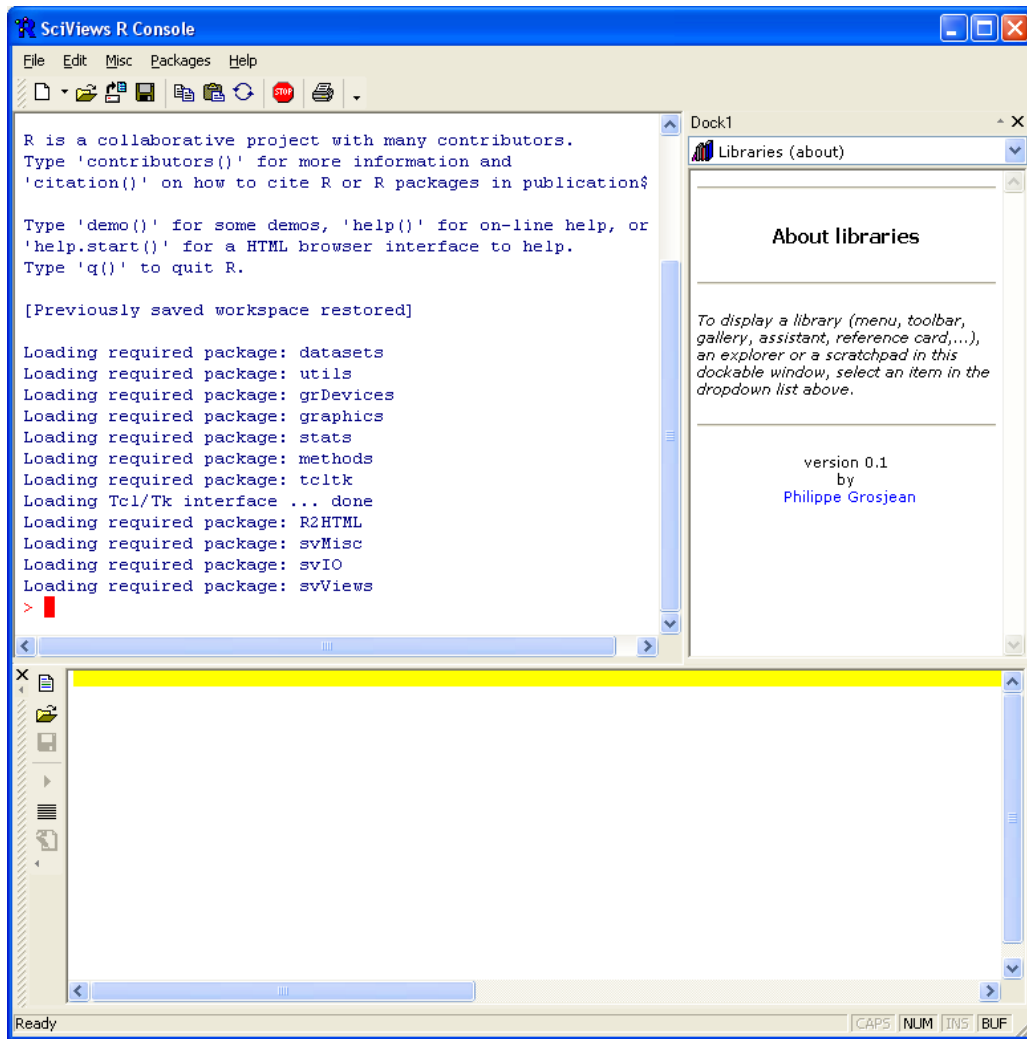 SciViews R Console
File Edit Misc Packages Help
STOP
R is a collaborative project with many contributors.
Type 'contributors()' for more information and
'citation()' on how to cite R or R packages in publication$
Type 'demo()' for some demos, 'help()' for on-line help, or
'help.start()' for a HTML browser interface to help.
Type 'q()' to quit R.
[Previously saved workspace restored]
Loading required package: datasets
Loading required package: utils
Loading required package: grDevices
Loading required package: graphics
Loading required package: stats
Loading required package: methods
Loading required package: tcltk
Loading Tcl/Tk interface ... done
Loading required package: R2HTML
Loading required package: svMisc
Loading required package: svIO
Loading required package: svViews
>
Dock1
Libraries (about)
About libraries
To display a library (menu, toolbar,
gallery, assistant, reference card,...),
an explorer or a scratchpad in this
dockable window, select an item in the
dropdown list above.
version 0.1
by
Philippe Grosjean
Ready CAPS NUM INS BUF